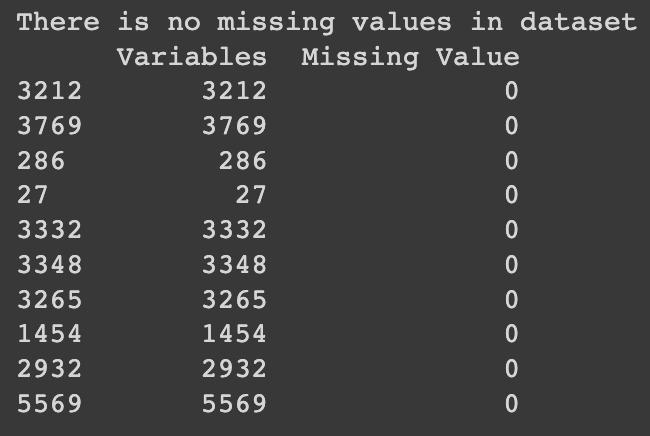 There is no missing values in dataset
Variables Missing Value
3212 3212 0
3769 3769 0
286 286 0
27 27 0
3332 3332 0
3348 3348 0
3265 3265 0
1454 1454 0
2932 2932 0
5569 5569 0